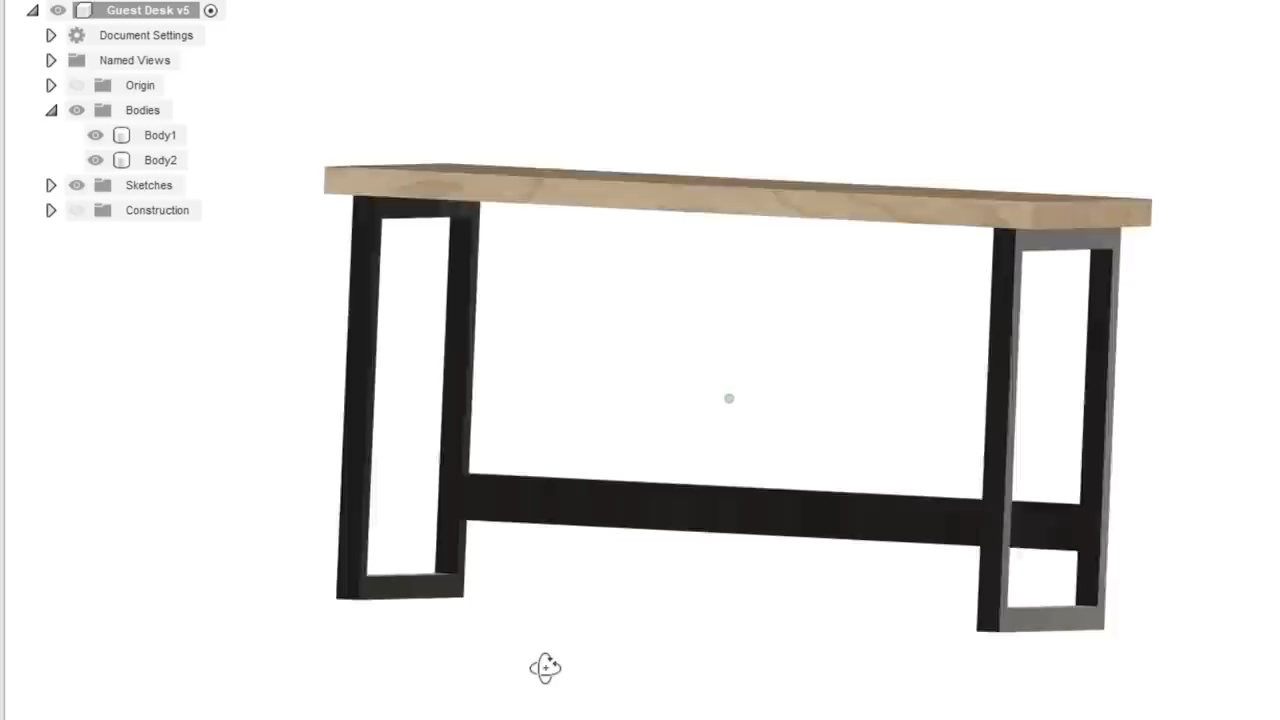 Guest Desk v5
Document Settings
Named Views
Origin
Bodies
Body1
Body2
Sketches
Construction